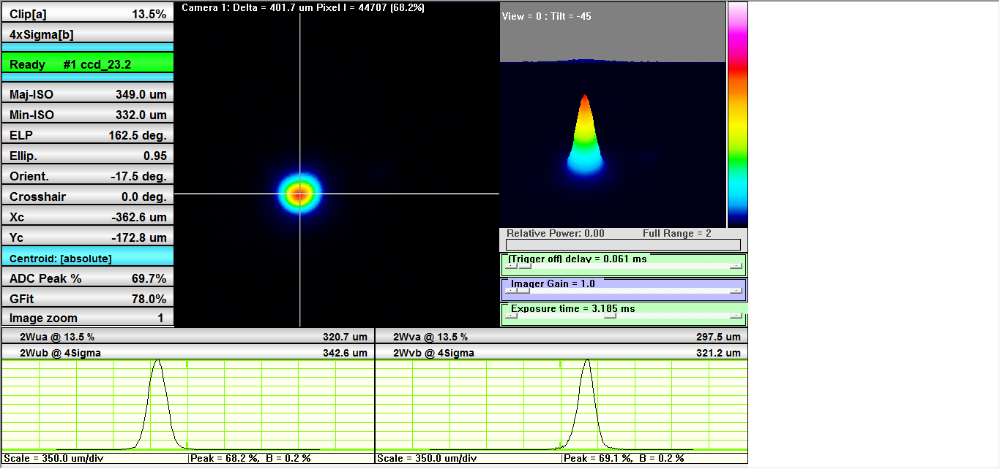 Clip[a] 13.5%
4xSigma[b]
Ready #1 ccd_23.2
Maj-ISO 349.0 um
Min-ISO 332.0 um
ELP 162.5 deg.
Ellip. 0.95
Orient. -17.5 deg.
Crosshair 0.0 deg.
Xc -362.6 um
Yc -172.8 um
Centroid: [absolute]
ADC Peak % 69.7%
GFit 78.0%
Image zoom 1
Camera 1: Delta = 401.7 um Pixel I = 44707 (68.2%)
View = 0 : Tilt = -45
Relative Power: 0.00 Full Range = 2
[Trigger off] delay = 0.061 ms
Imager Gain = 1.0
Exposure time = 3.185 ms
2Wua @ 13.5 % 320.7 um
2Wub @ 4Sigma 342.6 um
Scale = 350.0 um/div Peak = 68.2 %, B = 0.2 %
2Wva @ 13.5 % 297.5 um
2Wvb @ 4Sigma 321.2 um
Scale = 350.0 um/div Peak = 69.1 %, B = 0.2 %